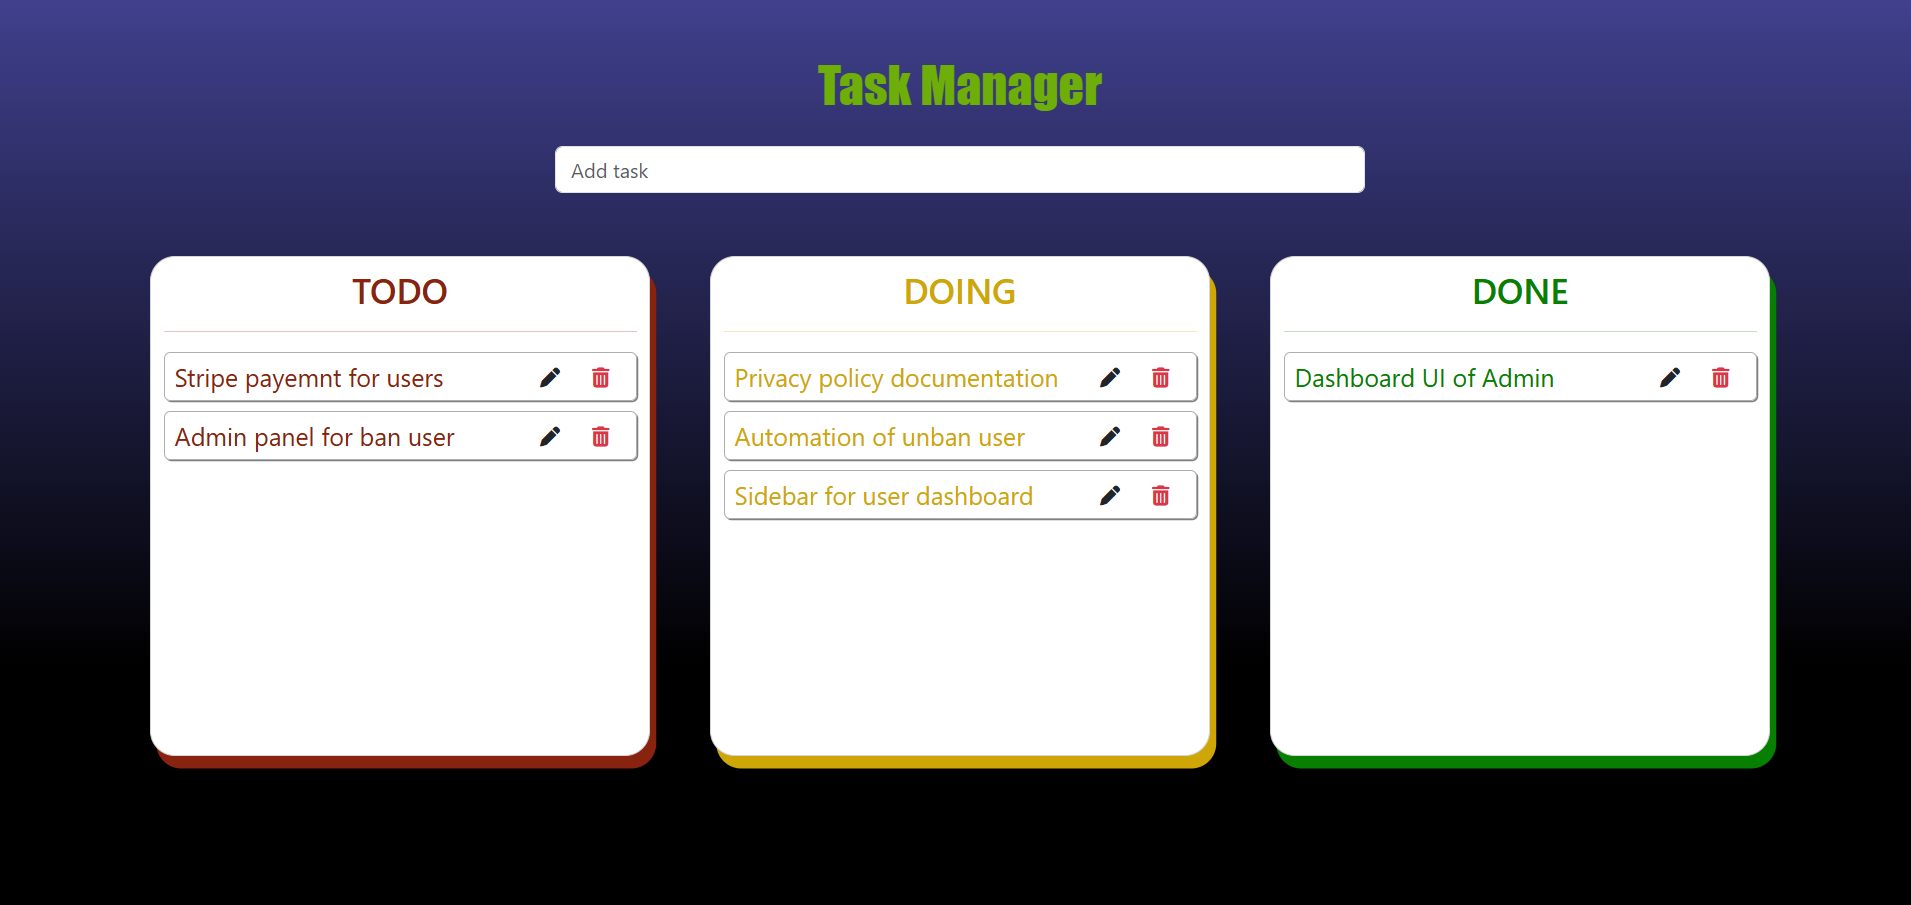 Task Manager
Add task
TODO
Stripe payemnt for users
Admin panel for ban user
DOING
Privacy policy documentation
Automation of unban user
Sidebar for user dashboard
DONE
Dashboard UI of Admin